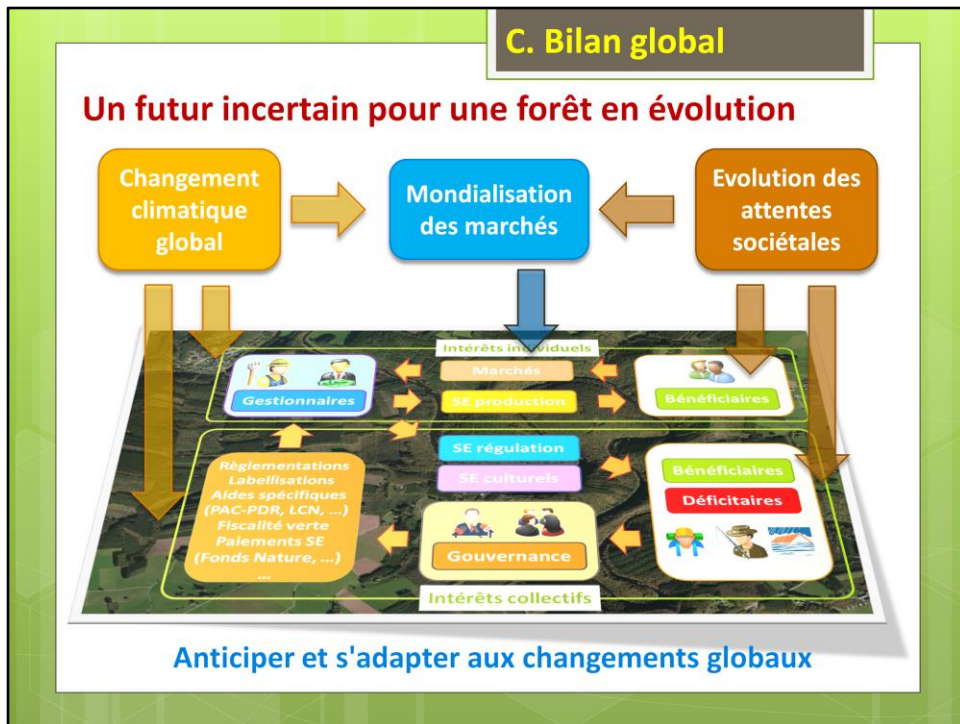 C. Bilan global
Un futur incertain pour une forêt en évolution
Changement
climatique
global
Mondialisation
des marchés
Evolution des
attentes
sociétales
Intérêts individuels
Gestionnaires
Marchés
SE production
Bénéficiaires
SE régulation
SE culturels
Règlementations
Labellisations
Aides spécifiques
(PAC-PDR, LCN, ...)
Fiscalité verte
Paiements SE
(Fonds Nature, ...)
...
Gouvernance
Bénéficiaires
Déficitaires
Intérêts collectifs
Anticiper et s'adapter aux changements globaux